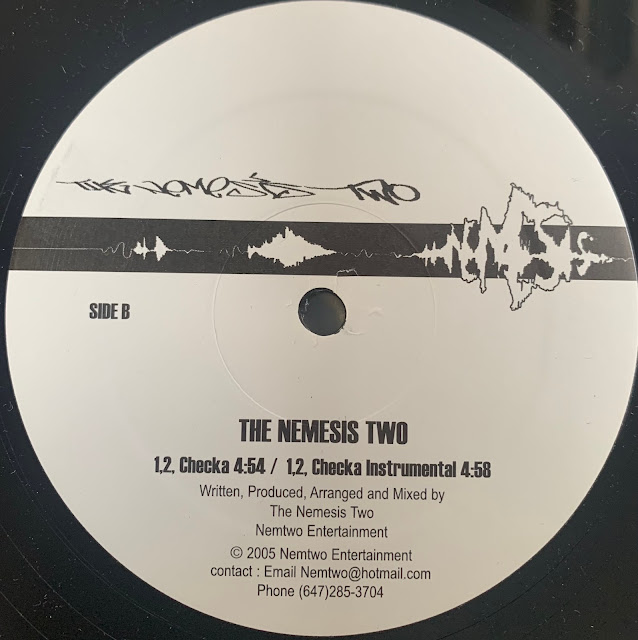 THE NEMESIS TWO
NEMESIS
SIDE B
THE NEMESIS TWO
1,2, Checka 4:54 / 1,2, Checka Instrumental 4:58
Written, Produced, Arranged and Mixed by
The Nemesis Two
Nemtwo Entertainment
© 2005 Nemtwo Entertainment
contact : Email Nemtwo@hotmail.com
Phone (647)285-3704